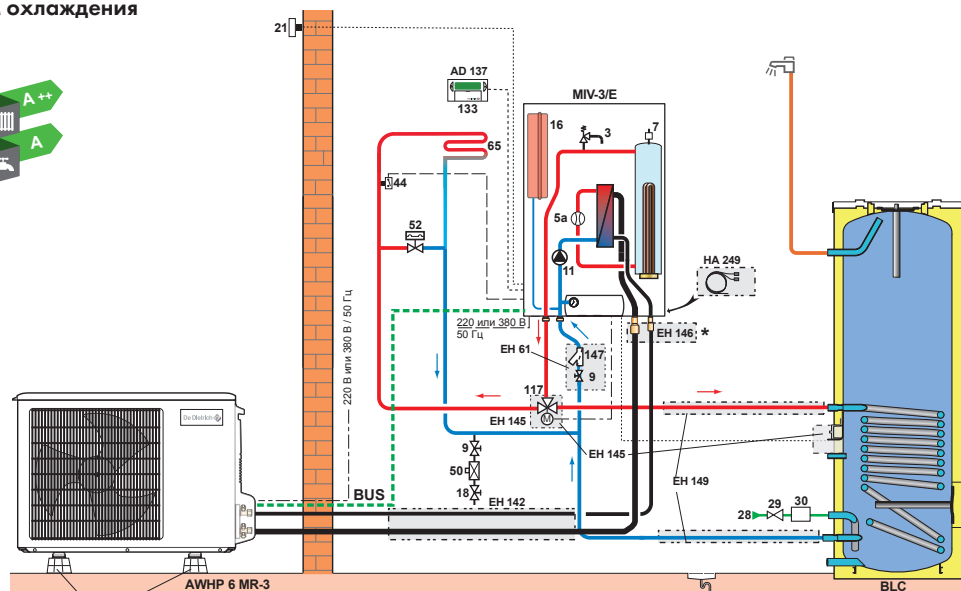 охлаждения
A ++
A
21
AD 137
133
MIV-3/E
16
3
7
65
44
5a
52
11
HA 249
220 В или 380 В / 50 Гц
220 или 380 В
50 Гц
EH 146 *
EH 61
147
9
117
M
EH 145
EH 145
De Dietrich
9
50
18
EH 149
BUS
EH 142
28
29
30
AWHP 6 MR-3
BLC